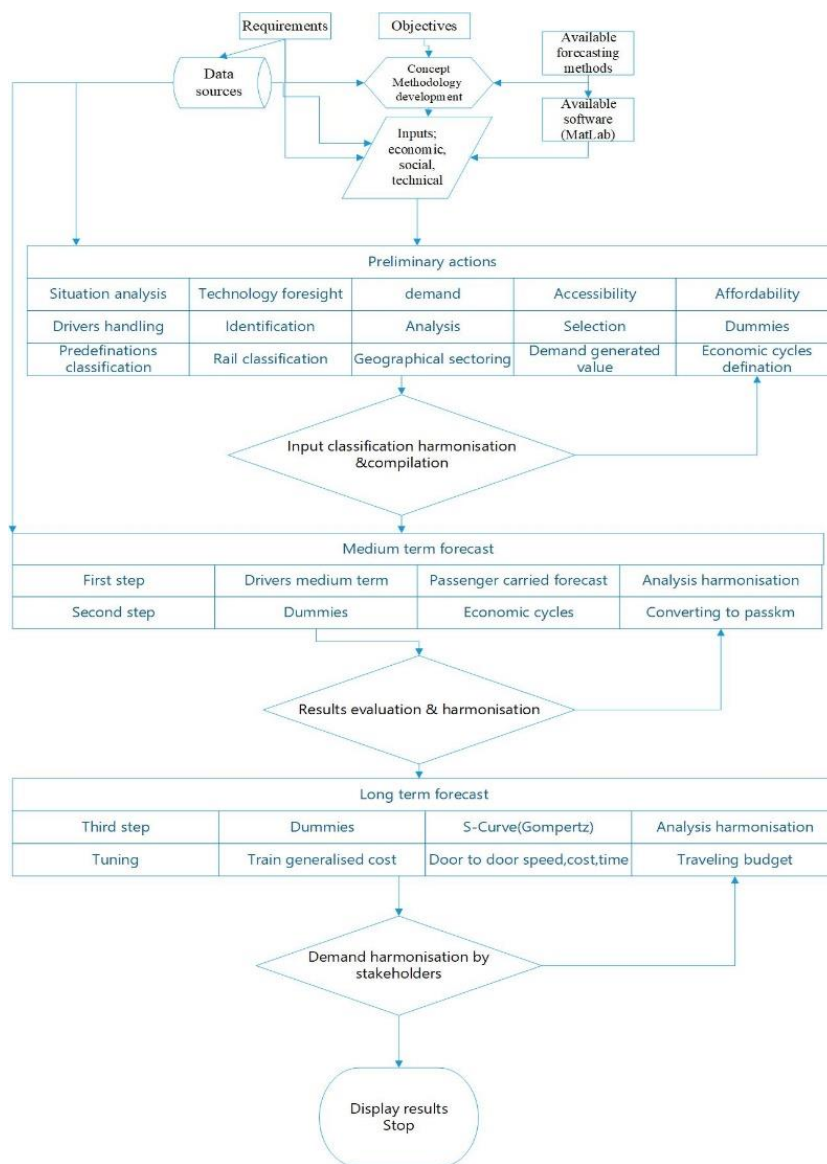 Requirements
Objectives
Available
forecasting
methods
Data
sources
Concept
Methodology
development
Available
software
(MatLab)
Inputs;
economic,
social,
technical
Preliminary actions
Situation analysis
Technology foresight
demand
Accessibility
Affordability
Drivers handling
Identification
Analysis
Selection
Dummies
Predefinations
classification
Rail classification
Geographical sectoring
Demand generated
value
Economic cycles
defination
Input classification harmonisation
&compilation
Medium term forecast
First step
Drivers medium term
Passenger carried forecast
Analysis harmonisation
Second step
Dummies
Economic cycles
Converting to passkm
Results evaluation & harmonisation
Long term forecast
Third step
Dummies
S-Curve(Gompertz)
Analysis harmonisation
Tuning
Train generalised cost
Door to door speed,cost,time
Traveling budget
Demand harmonisation by
stakeholders
Display results
Stop